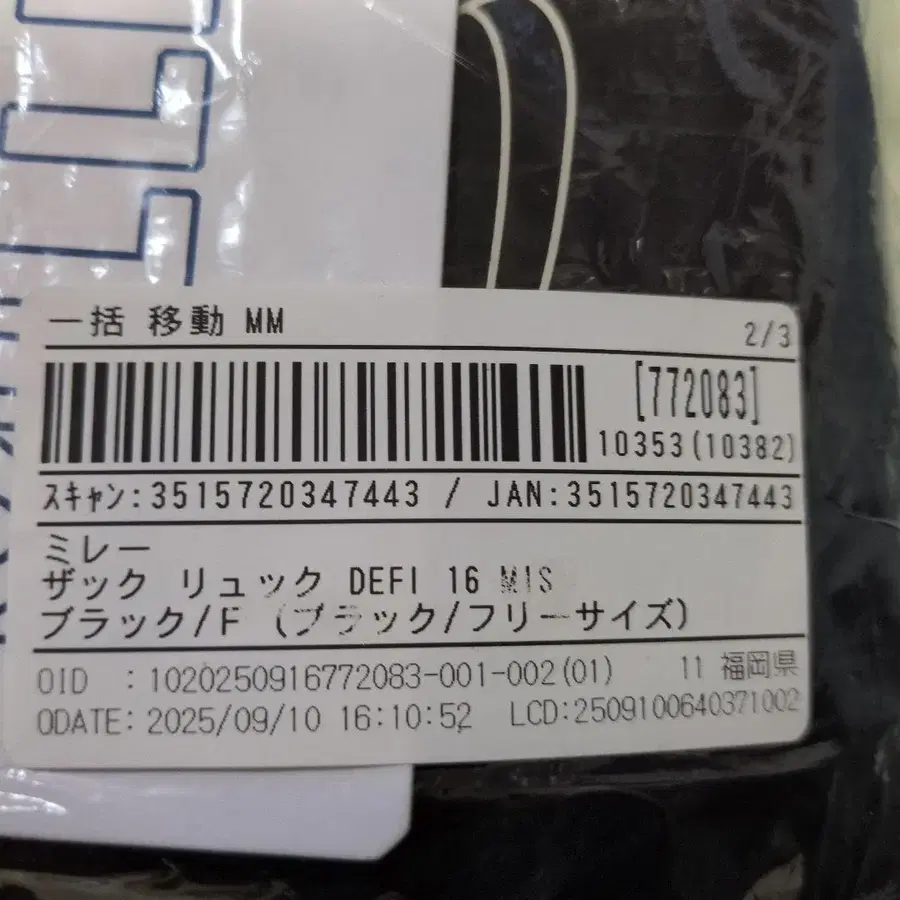 一括 移動 MM
2/3
[772083]
10353(10382)
ｽｷｬﾝ:3515720347443 / JAN:3515720347443
ミレー
ザック リュック DEFI 16 MIS
ブラック/F (ブラック/フリーサイズ)
OID :1020250916772083-001-002(01) 11 福岡県
ODATE:2025/09/10 16:10:52 LCD:2509100640371002